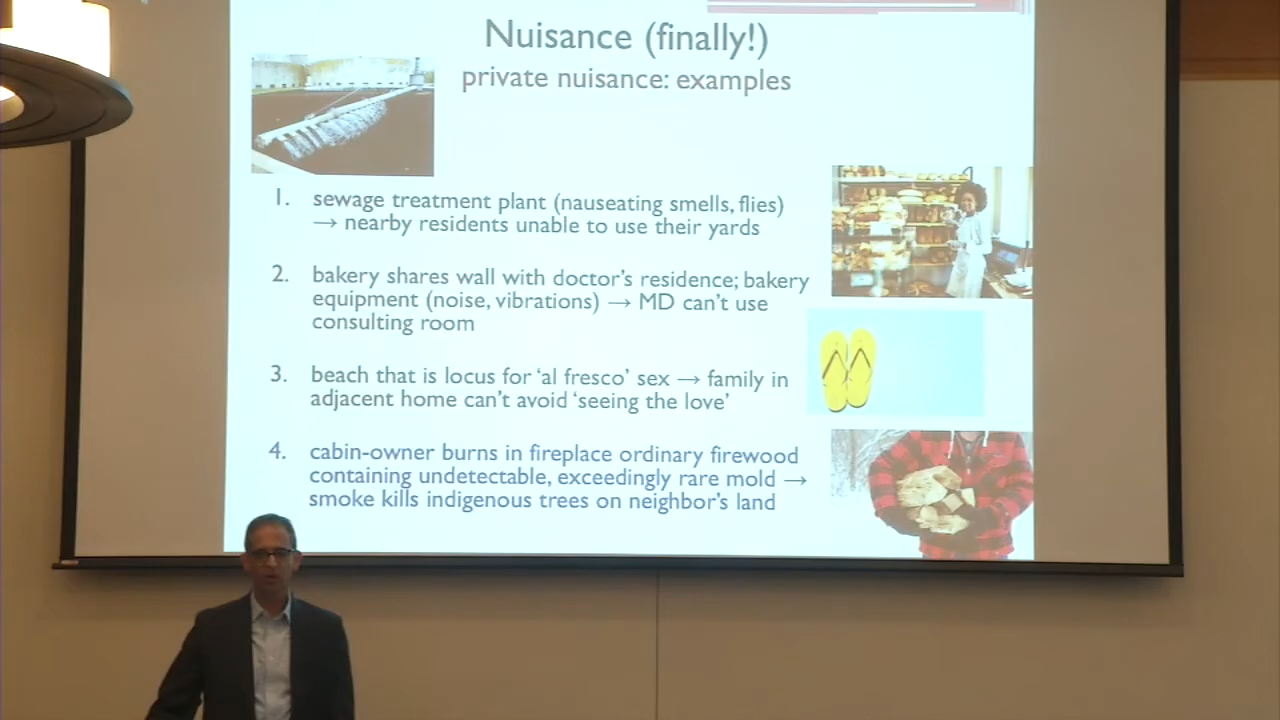 Nuisance (finally!)
private nuisance: examples
1. sewage treatment plant (nauseating smells, flies)
→ nearby residents unable to use their yards
2. bakery shares wall with doctor's residence; bakery
equipment (noise, vibrations) → MD can't use
consulting room
3. beach that is locus for 'al fresco' sex → family in
adjacent home can't avoid 'seeing the love'
4. cabin-owner burns in fireplace ordinary firewood
containing undetectable, exceedingly rare mold →
smoke kills indigenous trees on neighbor's land